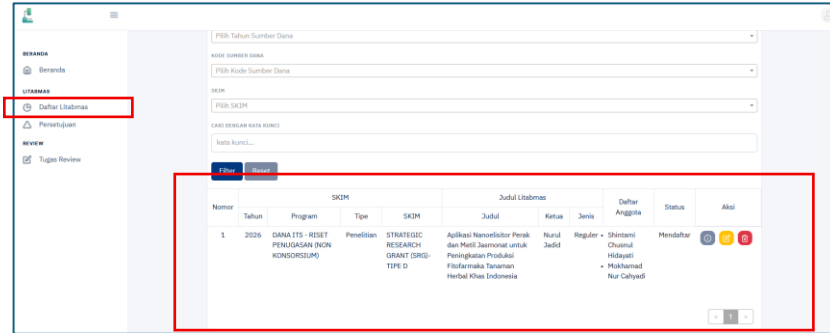 Pilih Tahun Sumber Dana
BERANDA
KODE SUMBER DANA
Beranda
Pilih Kode Sumber Dana
LITABMAS
SKIM
Daftar Litabmas
Pilih SKIM
Persetujuan
CARI DENGAN KATA KUNCI
REVIEW
kata kunci...
Tugas Review
Filter Reset
Nomor SKIM Judul Litabmas Daftar Anggota Status Aksi
Tahun Program Tipe SKIM Judul Ketua Jenis
1 2026 DANA ITS - RISET Penelitian STRATEGIC Aplikasi Nanoelisitor Perak Nurul Reguler • Shintami Mendaftar
PENUGASAN (NON RESEARCH dan Metil Jasmonat untuk Jadid Chusnul
KONSORSIUM) GRANT (SRG)- Peningkatan Produksi Hidayati
TIPE D Fitofarmaka Tanaman • Mokhamad
Herbal Khas Indonesia Nur Cahyadi
‹ 1 ›